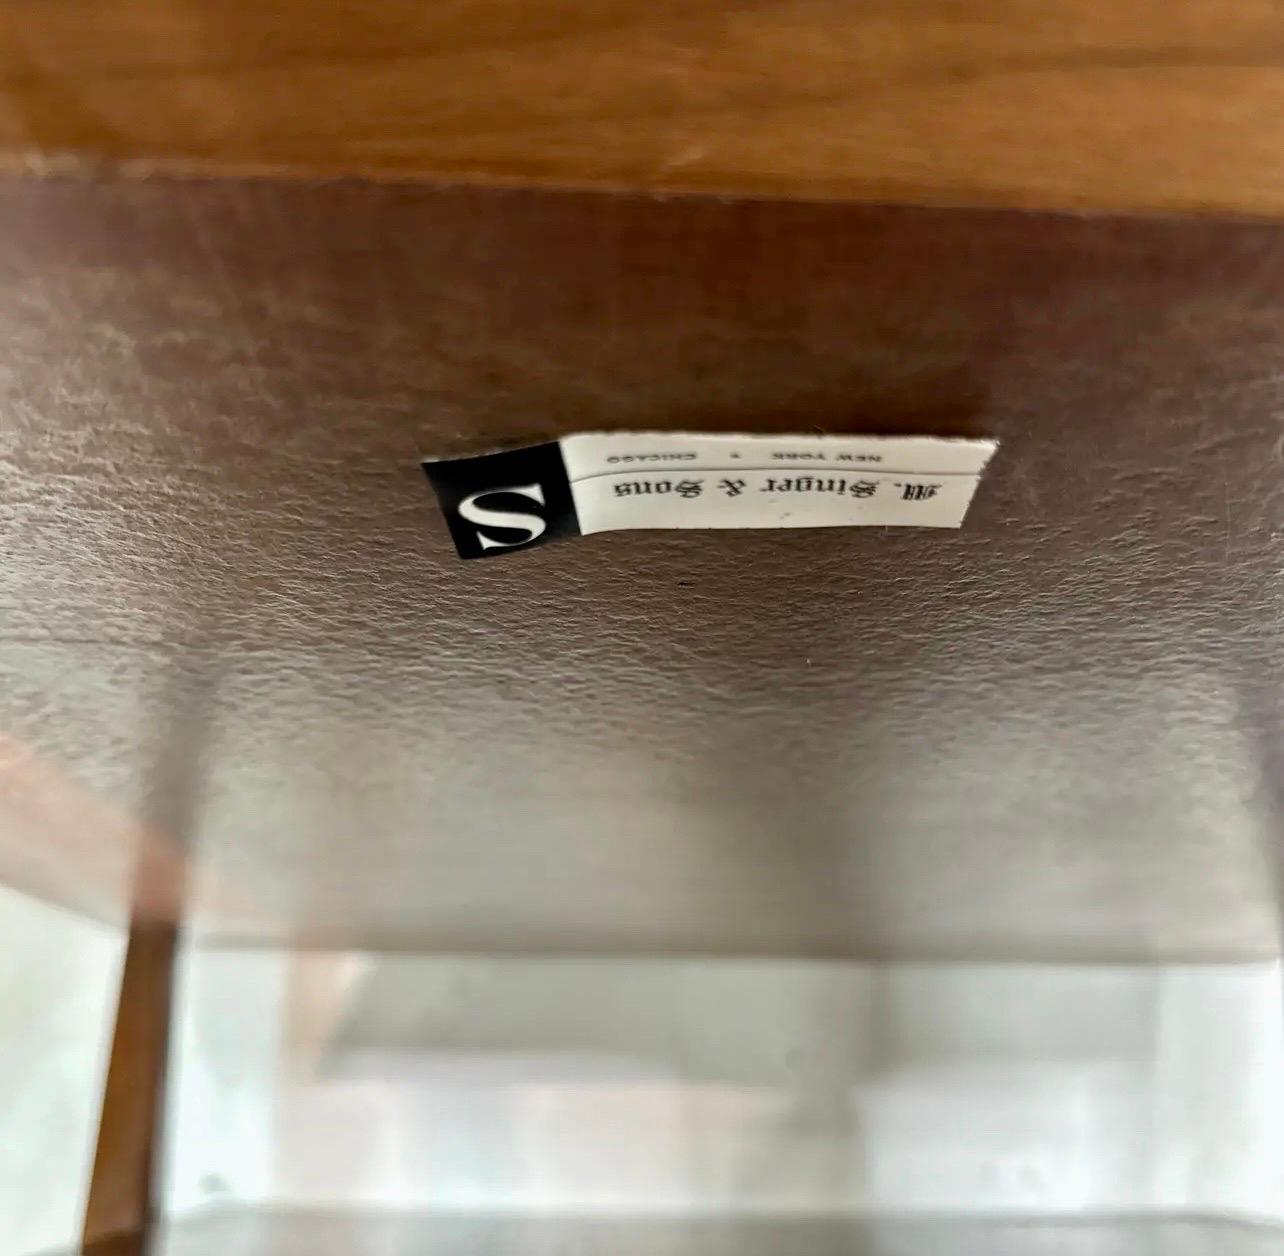 S
M. Singer & Sons
NEW YORK • CHICAGO